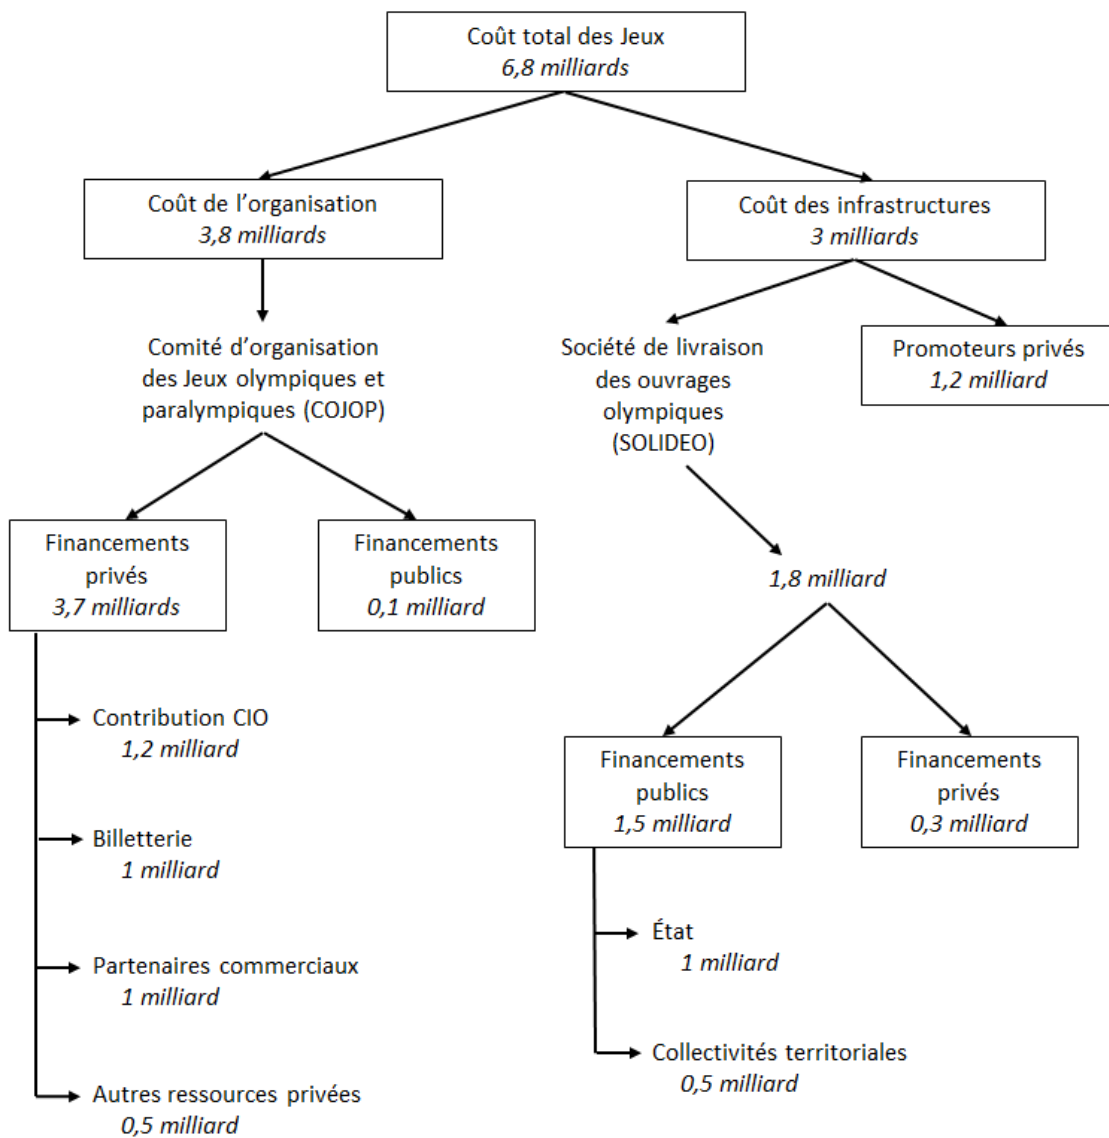 Coût total des Jeux
6,8 milliards
Coût de l’organisation
3,8 milliards
Coût des infrastructures
3 milliards
Comité d’organisation
des Jeux olympiques et
paralympiques (COJOP)
Société de livraison
des ouvrages
olympiques
(SOLIDEO)
Promoteurs privés
1,2 milliard
Financements
privés
3,7 milliards
Financements
publics
0,1 milliard
1,8 milliard
Contribution CIO
1,2 milliard
Billetterie
1 milliard
Partenaires commerciaux
1 milliard
Autres ressources privées
0,5 milliard
Financements
publics
1,5 milliard
Financements
privés
0,3 milliard
État
1 milliard
Collectivités territoriales
0,5 milliard